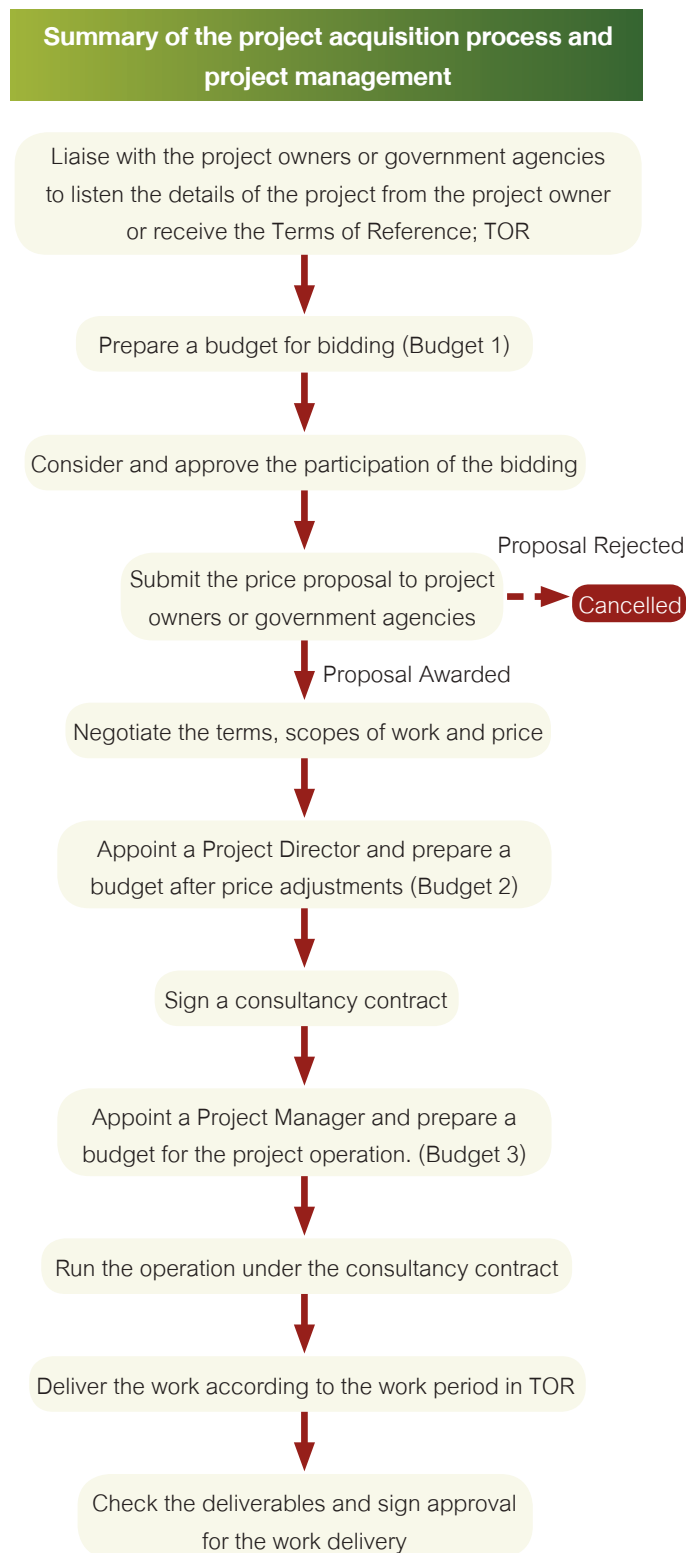 Summary of the project acquisition process and
project management
Liaise with the project owners or government agencies
to listen the details of the project from the project owner
or receive the Terms of Reference; TOR
Prepare a budget for bidding (Budget 1)
Consider and approve the participation of the bidding
Proposal Rejected
Submit the price proposal to project
owners or government agencies
Cancelled
Proposal Awarded
Negotiate the terms, scopes of work and price
Appoint a Project Director and prepare a
budget after price adjustments (Budget 2)
Sign a consultancy contract
Appoint a Project Manager and prepare a
budget for the project operation. (Budget 3)
Run the operation under the consultancy contract
Deliver the work according to the work period in TOR
Check the deliverables and sign approval
for the work delivery